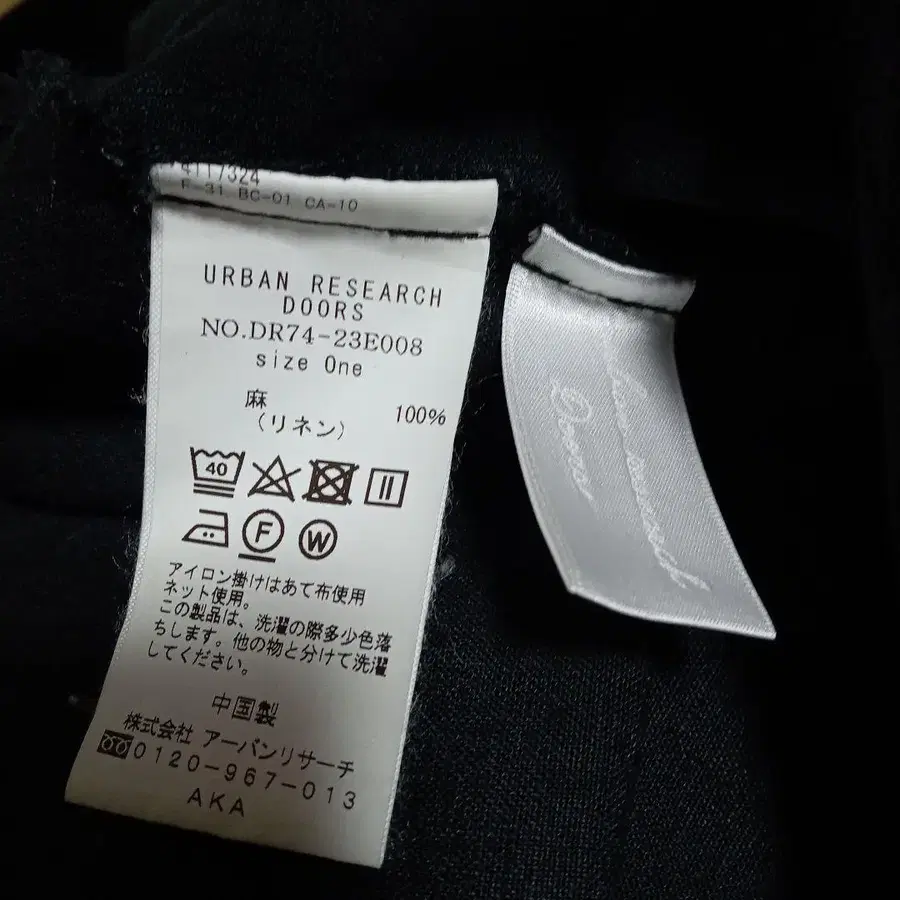 411/324
F-31 BC-01 CA-10
URBAN RESEARCH
DOORS
NO.DR74-23E008
size One
麻 100%
(リネン)
40
F
W
アイロン掛けはあて布使用
ネット使用。
この製品は、洗濯の際多少色落
ちします。他の物と分けて洗濯
してください。
中国製
株式会社 アーバンリサーチ
0120-967-013
AKA
Doors